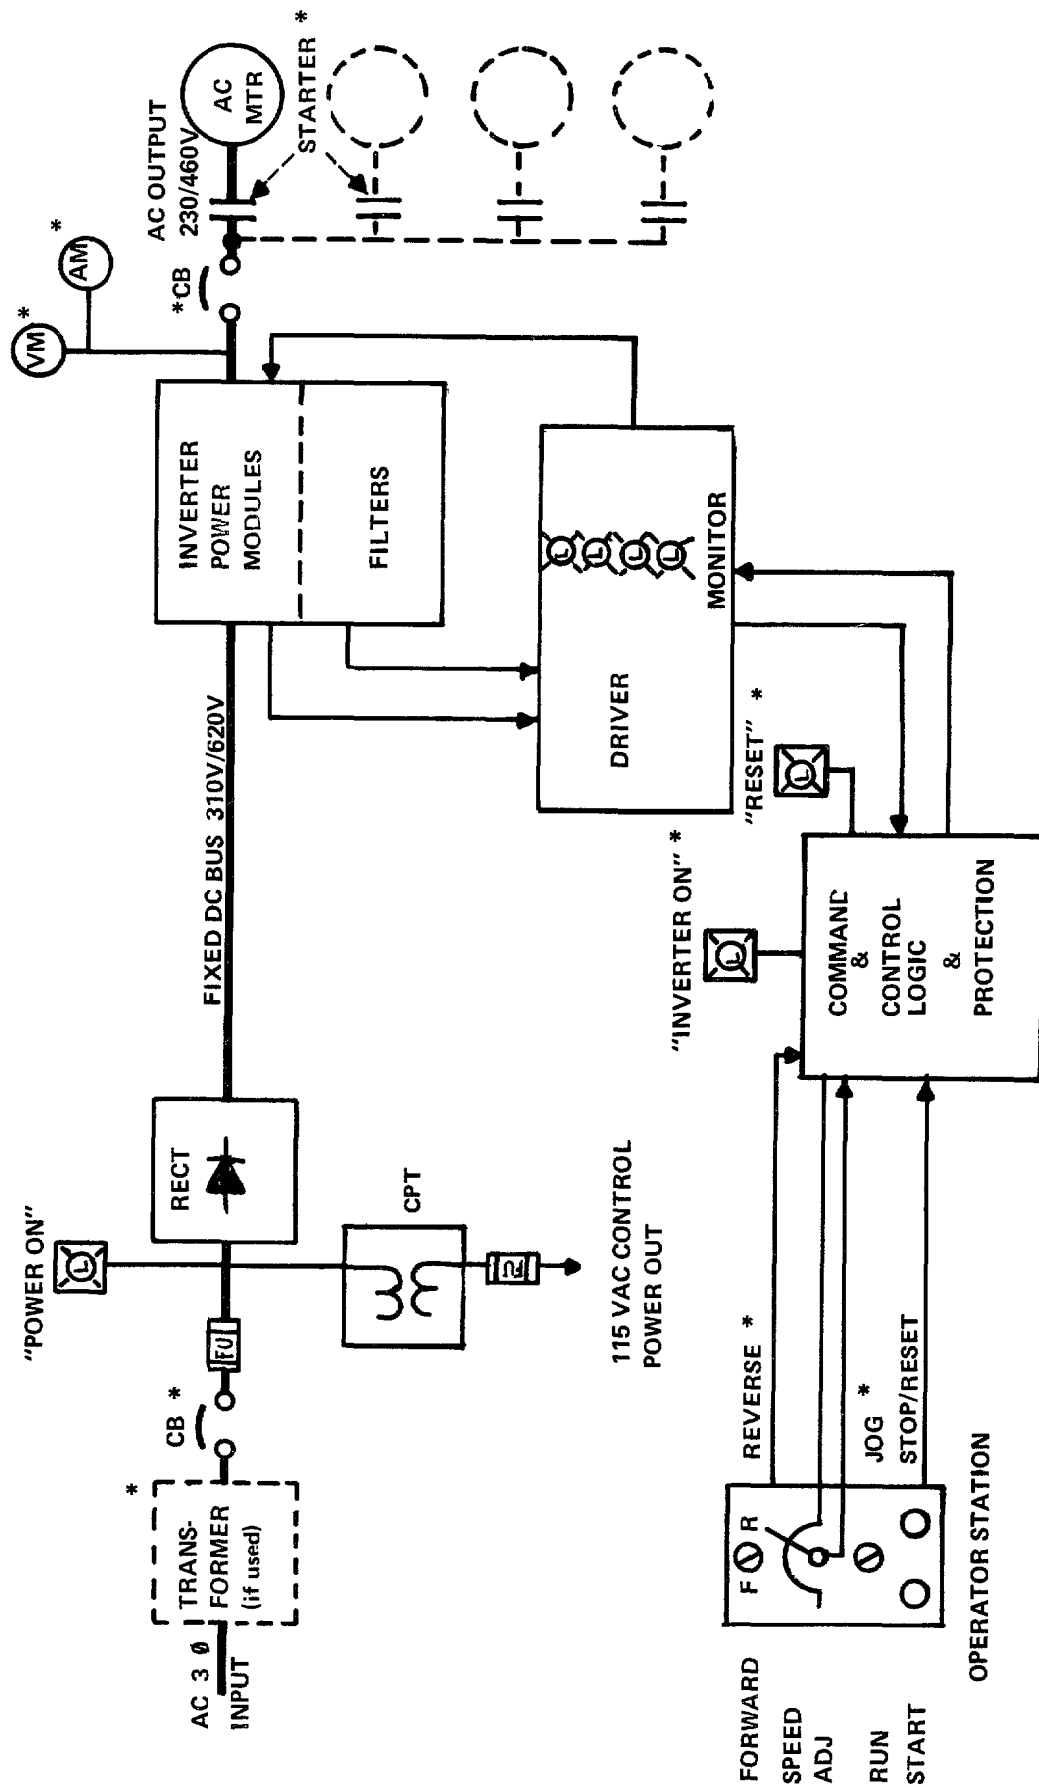 AC 3 Ø
INPUT
*
TRANS-
FORMER
(if used)
CB *
FU
"POWER ON"
L
RECT
CPT
FU
115 VAC CONTROL
POWER OUT
FIXED DC BUS 310V/620V
INVERTER
POWER
MODULES
FILTERS
VM *
AM *
*CB
AC OUTPUT
230/460V
AC
MTR
STARTER *
DRIVER
L
L
L
L
MONITOR
"INVERTER ON" *
L
"RESET" *
L
COMMAND
&
CONTROL
LOGIC
&
PROTECTION
REVERSE *
JOG *
STOP/RESET
FORWARD
F R
SPEED
ADJ
RUN
START
OPERATOR STATION